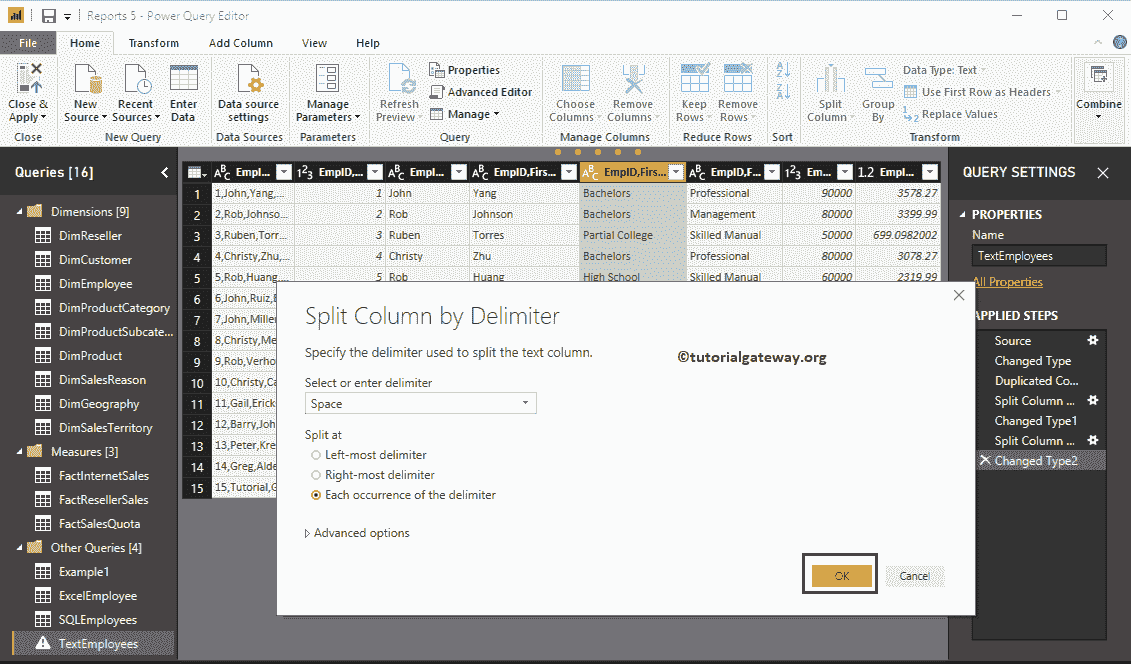 Reports 5 - Power Query Editor
File Home Transform Add Column View Help
Close & Apply
New Source
Recent Sources
Enter Data
Data source settings
Manage Parameters
Refresh Preview
Properties
Advanced Editor
Manage
Choose Columns
Remove Columns
Keep Rows
Remove Rows
Split Column
Group By
Data Type: Text
Use First Row as Headers
Replace Values
Combine
Close New Query Data Sources Parameters Query Manage Columns Reduce Rows Sort Transform
Queries [16]
Dimensions [9]
DimReseller
DimCustomer
DimEmployee
DimProductCategory
DimProductSubcate...
DimProduct
DimSalesReason
DimGeography
DimSalesTerritory
Measures [3]
FactInternetSales
FactResellerSales
FactSalesQuota
Other Queries [4]
Example1
ExcelEmployee
SQLEmployees
TextEmployees
Empl... EmpID,... Empl... EmpID,Firs... EmpID,Firs... EmpID,F... Em... Empl...
1 1,John,Yang,... 1 John Yang Bachelors Professional 90000 3578.27
2 2,Rob,Johnso... 2 Rob Johnson Bachelors Management 80000 3399.99
3 3,Ruben,Torr... 3 Ruben Torres Partial College Skilled Manual 50000 699.0982002
4 4,Christy,Zhu,... 4 Christy Zhu Bachelors Professional 80000 3078.27
5 5,Rob,Huang,... 5 Rob Huang High School Skilled Manual 60000 2319.99
6 6,John,Ruiz,
7 7,John,Mille
8 8,Christy,Me
9 9,Rob,Verho
10 10,Christy,Ca
11 11,Gail,Erick
12 12,Barry,Joh
13 13,Peter,Kre
14 14,Greg,Alde
15 15,Tutorial,G
Split Column by Delimiter
Specify the delimiter used to split the text column.
©tutorialgateway.org
Select or enter delimiter
Space
Split at
Left-most delimiter
Right-most delimiter
Each occurrence of the delimiter
Advanced options
OK Cancel
QUERY SETTINGS
PROPERTIES
Name
TextEmployees
All Properties
APPLIED STEPS
Source
Changed Type
Duplicated Co...
Split Column ...
Changed Type1
Split Column ...
Changed Type2